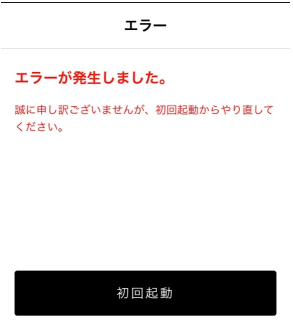 エラー
エラーが発生しました。
誠に申し訳ございませんが、初回起動からやり直して
ください。
初回起動